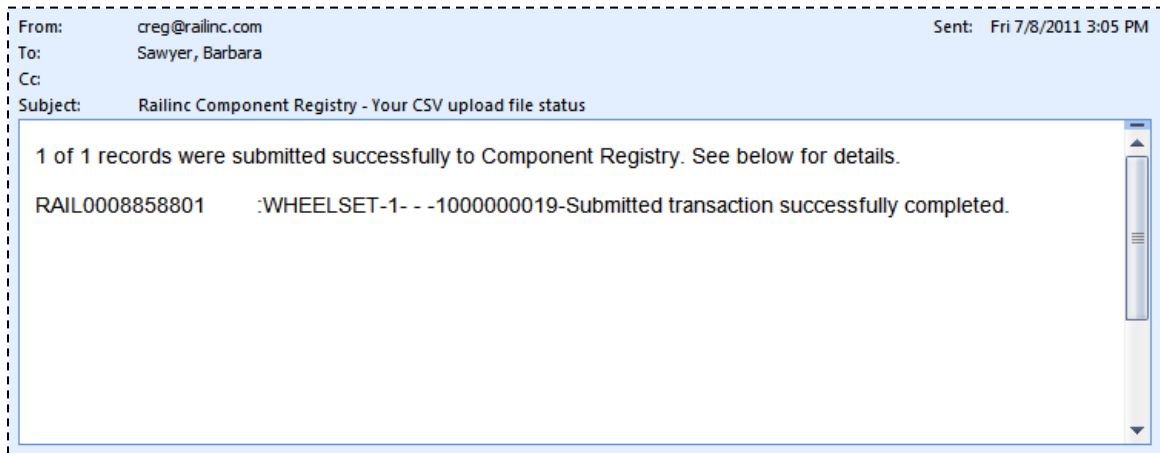 From: creg@railinc.com Sent: Fri 7/8/2011 3:05 PM
To: Sawyer, Barbara
Cc:
Subject: Railinc Component Registry - Your CSV upload file status
1 of 1 records were submitted successfully to Component Registry. See below for details.
RAIL0008858801 :WHEELSET-1- - -1000000019-Submitted transaction successfully completed.